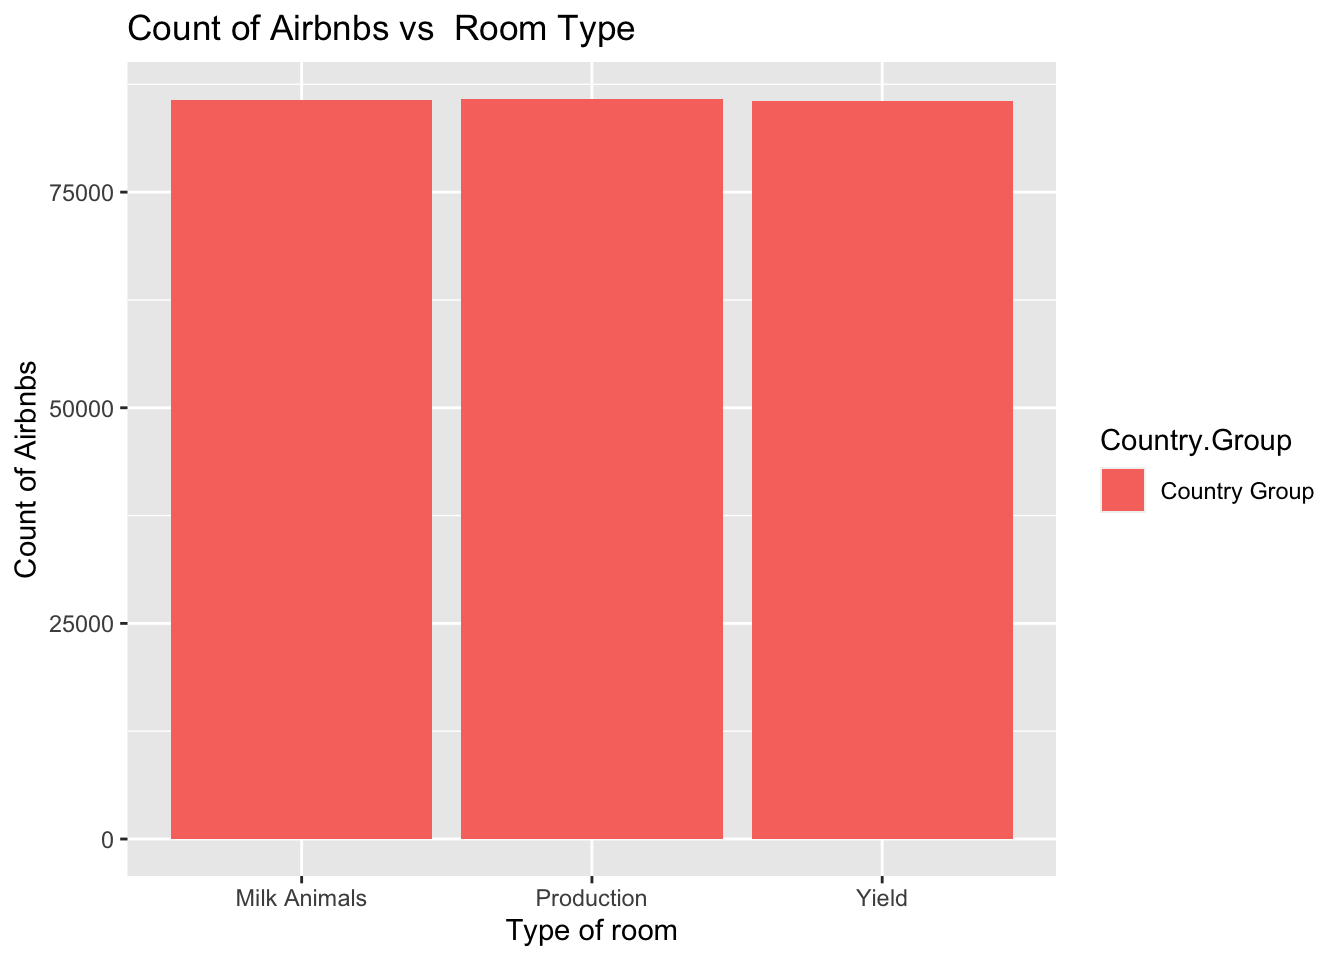 Count of Airbnbs vs  Room Type
Count of Airbnbs
75000
50000
25000
0
Milk Animals
Production
Yield
Type of room
Country.Group
Country Group